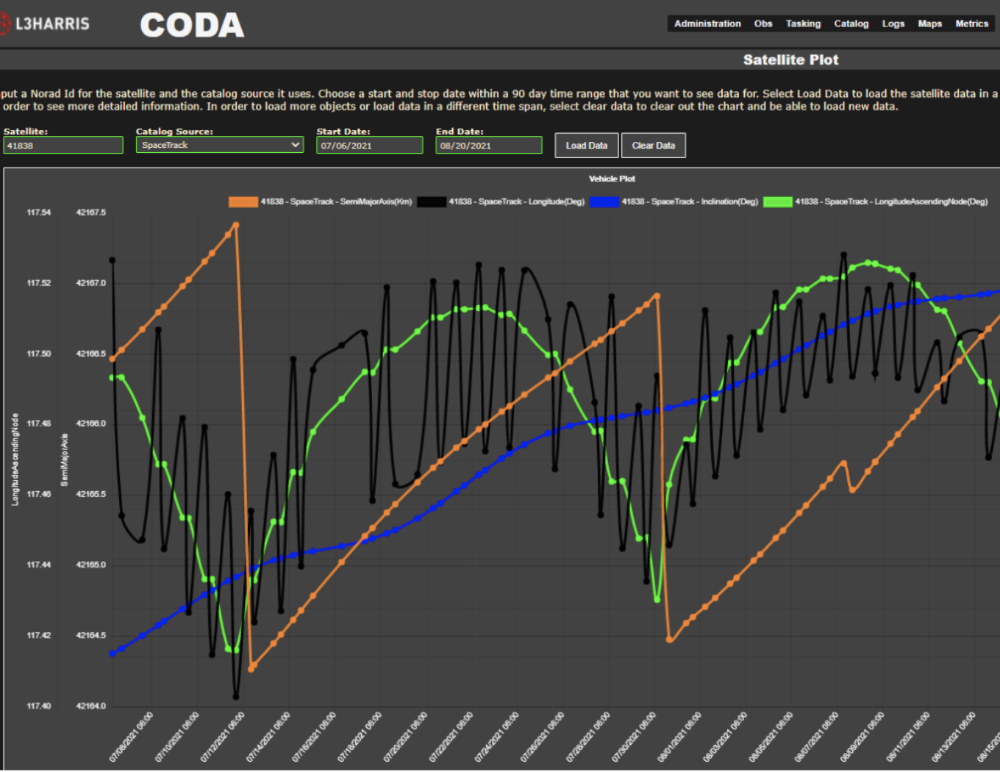 L3HARRIS
CODA
Administration Obs Tasking Catalog Logs Maps Metrics
Satellite Plot
put a Norad Id for the satellite and the catalog source it uses. Choose a start and stop date within a 90 day time range that you want to see data for. Select Load Data to load the satellite data in a
order to see more detailed information. In order to load more objects or load data in a different time span, select clear data to clear out the chart and be able to load new data.
Satellite: Catalog Source: Start Date: End Date:
41838 SpaceTrack 07/06/2021 08/20/2021 Load Data Clear Data
Vehicle Plot
41838 - SpaceTrack - SemiMajorAxis(Km) 41838 - SpaceTrack - Longitude(Deg) 41838 - SpaceTrack - Inclination(Deg) 41838 - SpaceTrack - LongitudeAscendingNode(Deg)
117.54 42167.5
117.52 42167.0
117.50 42166.5
117.48 42166.0
117.46 42165.5
117.44 42165.0
117.42 42164.5
117.40 42164.0
LongitudeAscendingNode
SemiMajorAxis
07/08/2021 06:00
07/10/2021 06:00
07/12/2021 06:00
07/14/2021 06:00
07/16/2021 06:00
07/18/2021 06:00
07/20/2021 06:00
07/22/2021 06:00
07/24/2021 06:00
07/26/2021 06:00
07/28/2021 06:00
07/30/2021 06:00
08/01/2021 06:00
08/03/2021 06:00
08/05/2021 06:00
08/07/2021 06:00
08/09/2021 06:00
08/11/2021 06:00
08/13/2021 06:00
08/15/